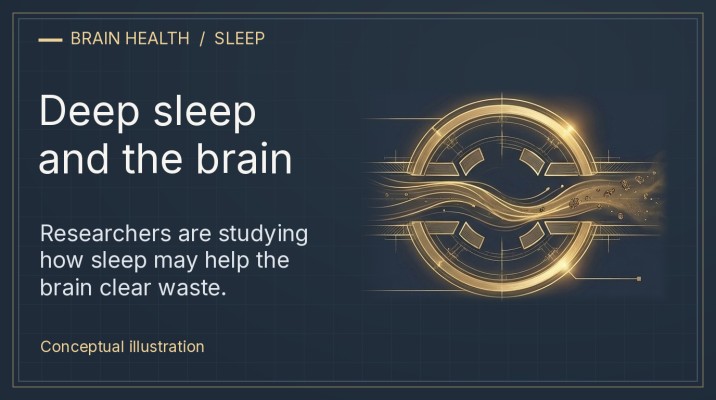 BRAIN HEALTH / SLEEP
Deep sleep
and the brain
Researchers are studying
how sleep may help the
brain clear waste.
Conceptual illustration